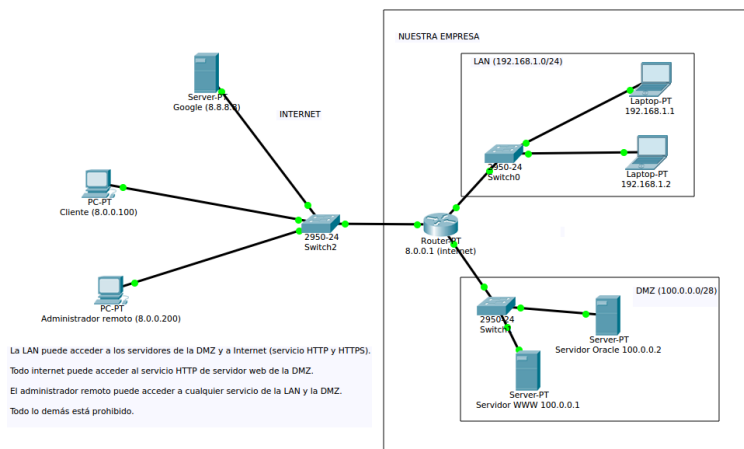 NUESTRA EMPRESA
LAN (192.168.1.0/24)
Server-PT
Google (8.8.8.8)
INTERNET
Laptop-PT
192.168.1.1
2950-24
Switch0
Laptop-PT
192.168.1.2
PC-PT
Cliente (8.0.0.100)
2950-24
Switch2
Router-PT
8.0.0.1 (internet)
DMZ (100.0.0.0/28)
PC-PT
Administrador remoto (8.0.0.200)
2950-24
Switch
Server-PT
Servidor Oracle 100.0.0.2
La LAN puede acceder a los servidores de la DMZ y a Internet (servicio HTTP y HTTPS).
Todo internet puede acceder al servicio HTTP de servidor web de la DMZ.
El administrador remoto puede acceder a cualquier servicio de la LAN y la DMZ.
Todo lo demás está prohibido.
Server-PT
Servidor WWW 100.0.0.1